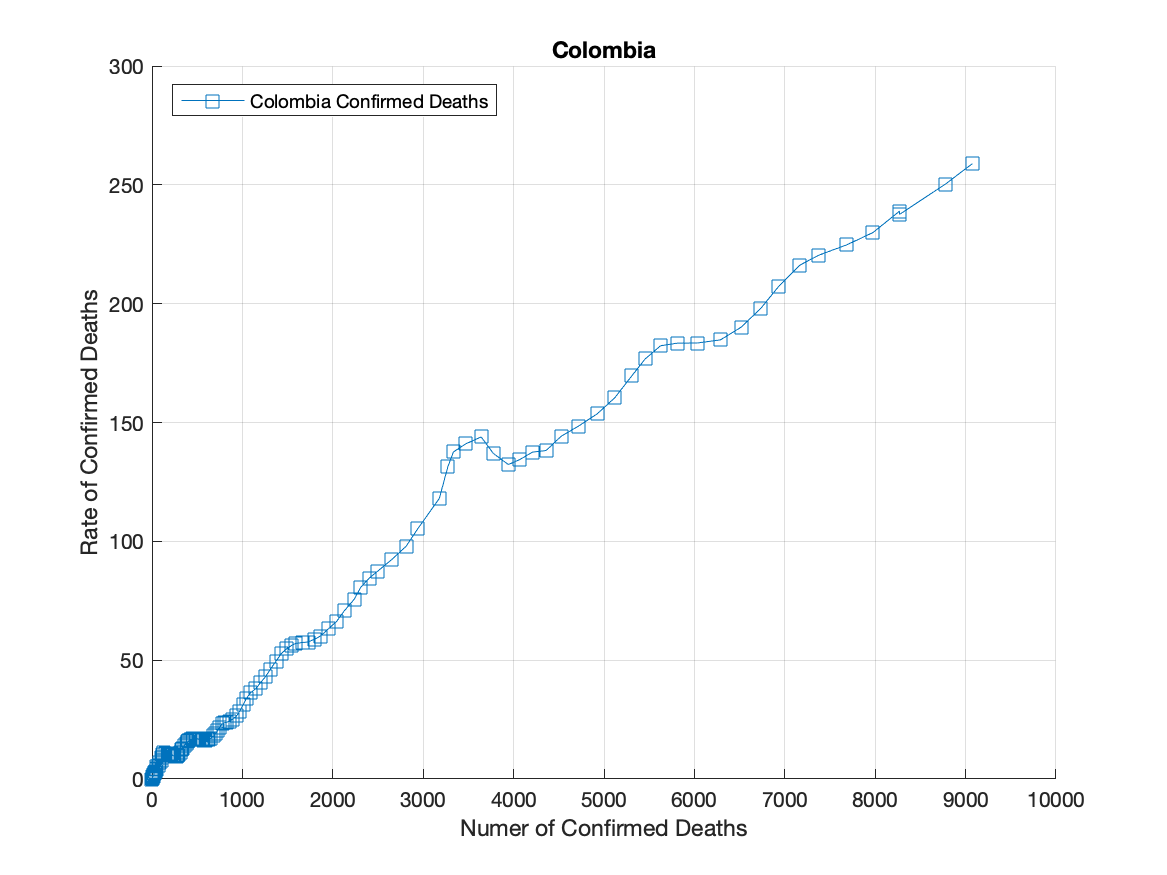 Colombia
Colombia Confirmed Deaths
300
250
200
150
100
50
0
Rate of Confirmed Deaths
0 1000 2000 3000 4000 5000 6000 7000 8000 9000 10000
Numer of Confirmed Deaths